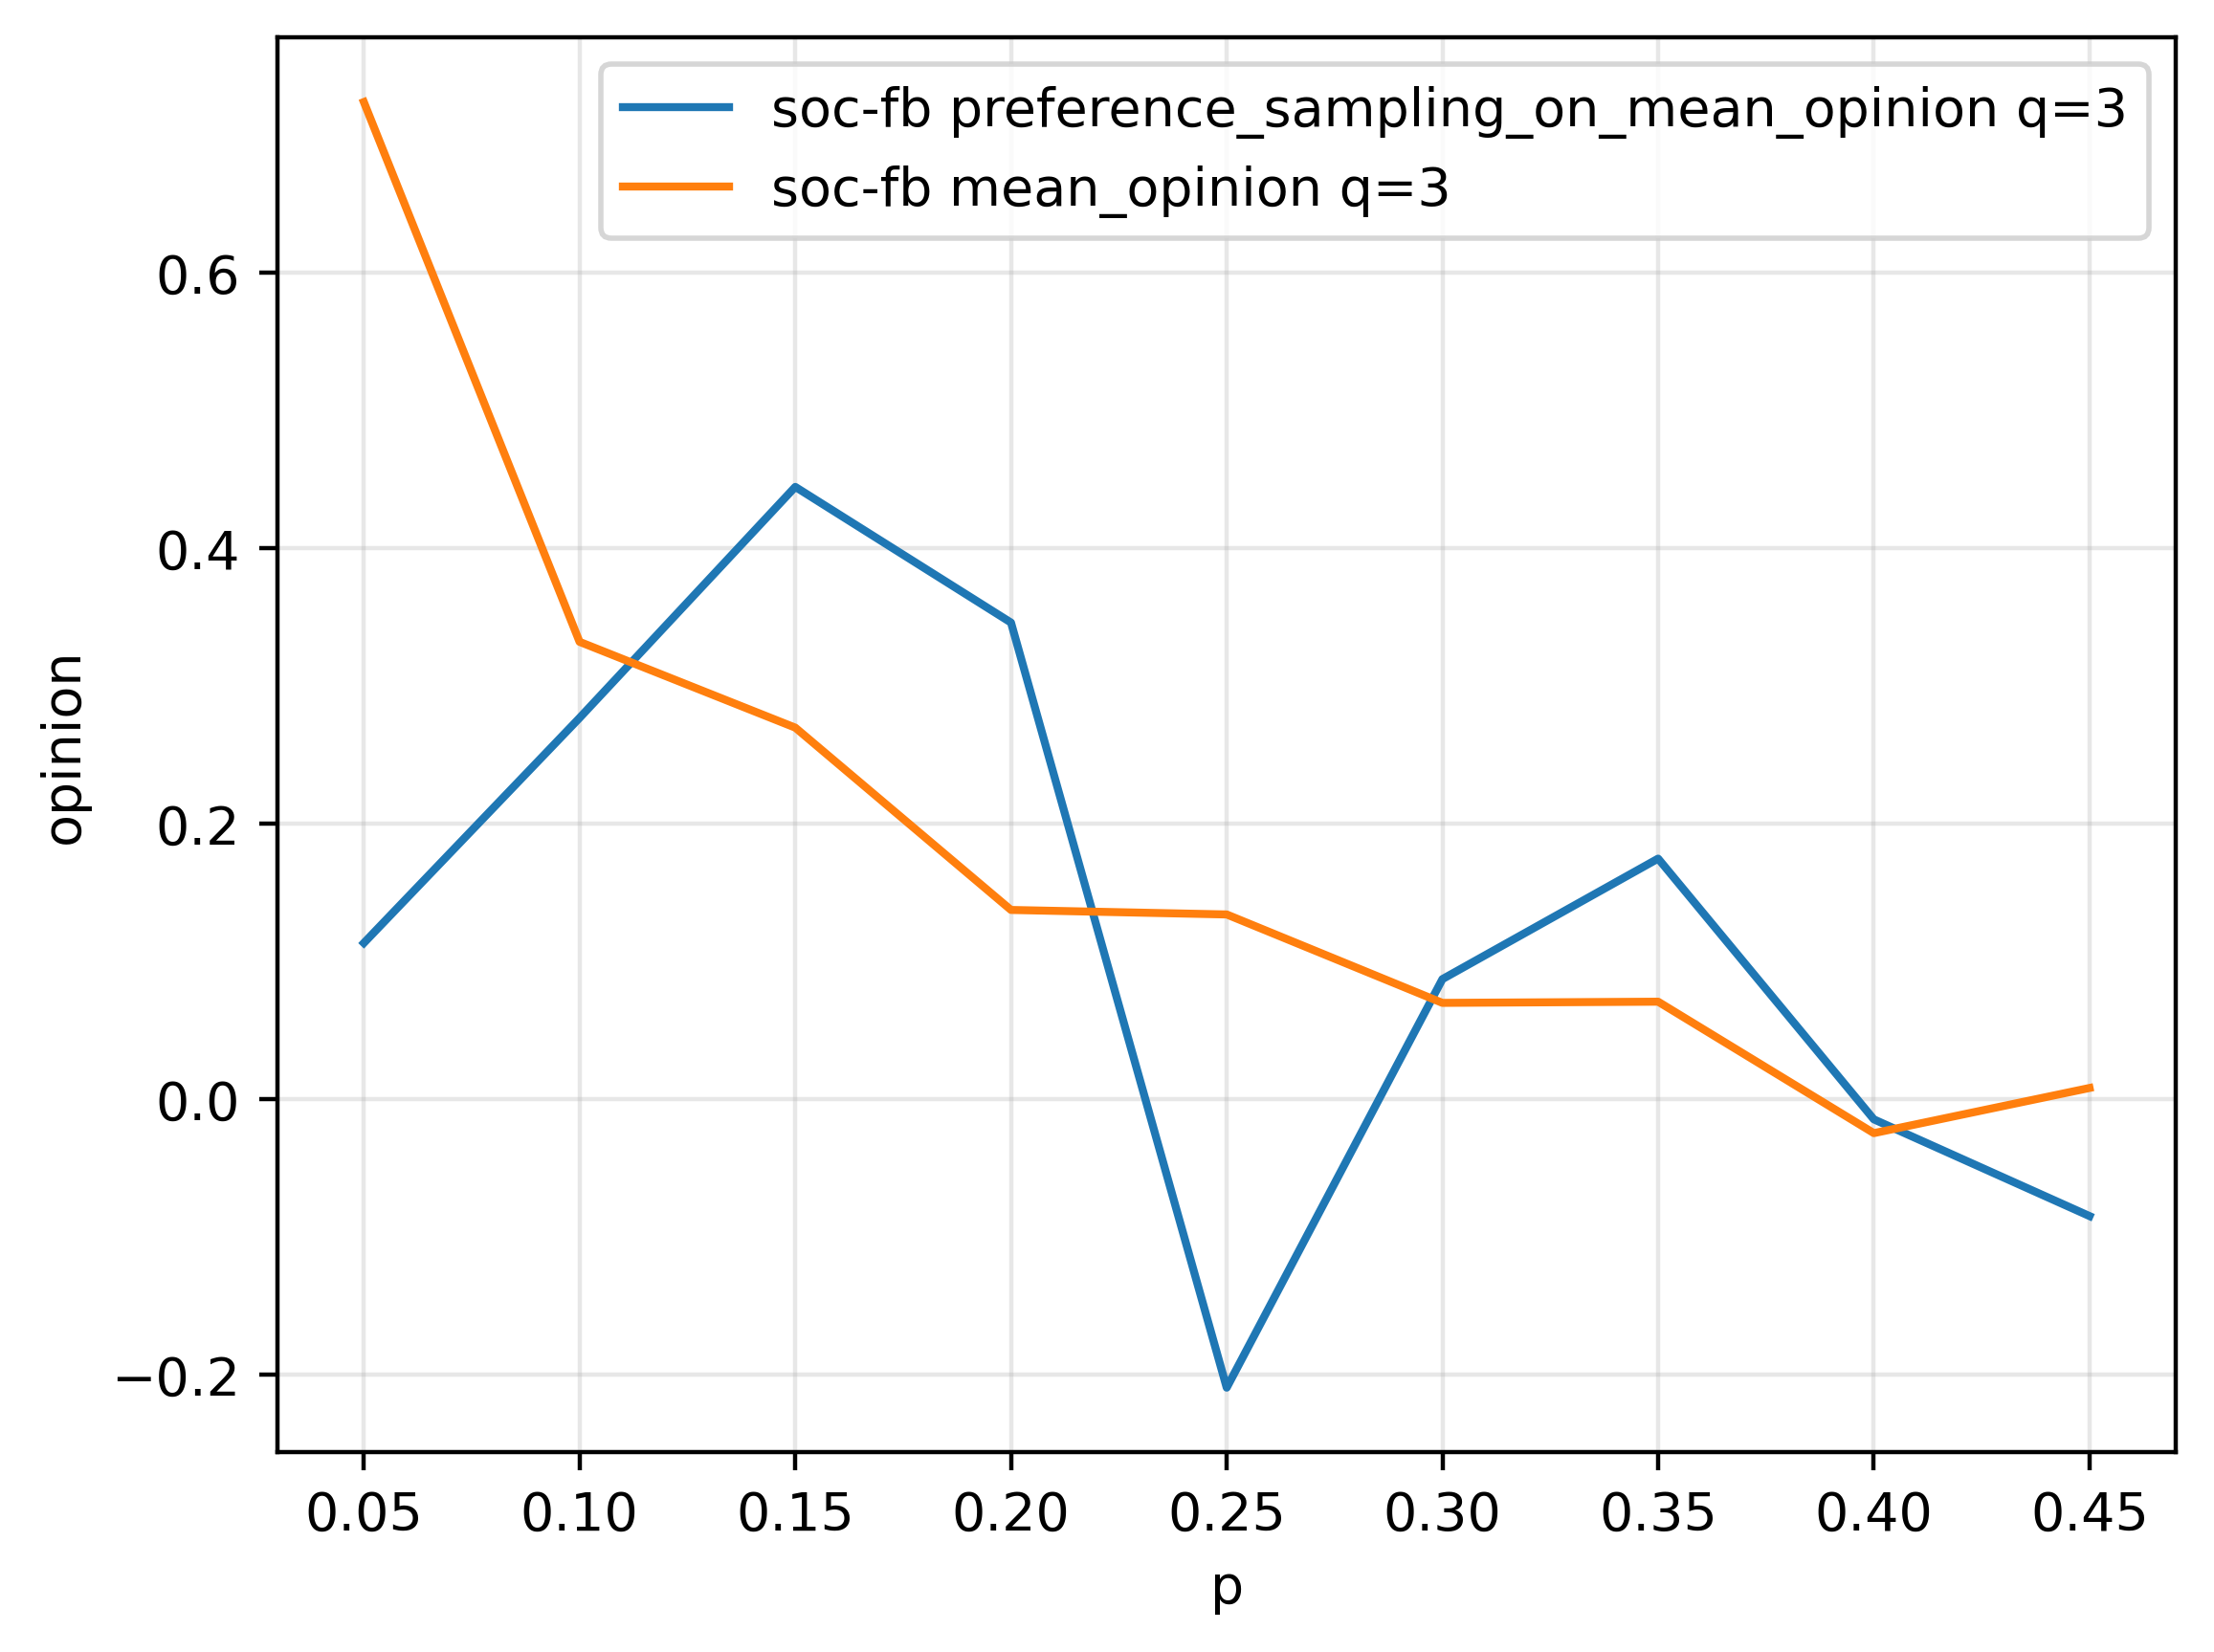 soc-fb preference_sampling_on_mean_opinion q=3
soc-fb mean_opinion q=3
0.6
0.4
0.2
0.0
−0.2
opinion
0.05 0.10 0.15 0.20 0.25 0.30 0.35 0.40 0.45
p